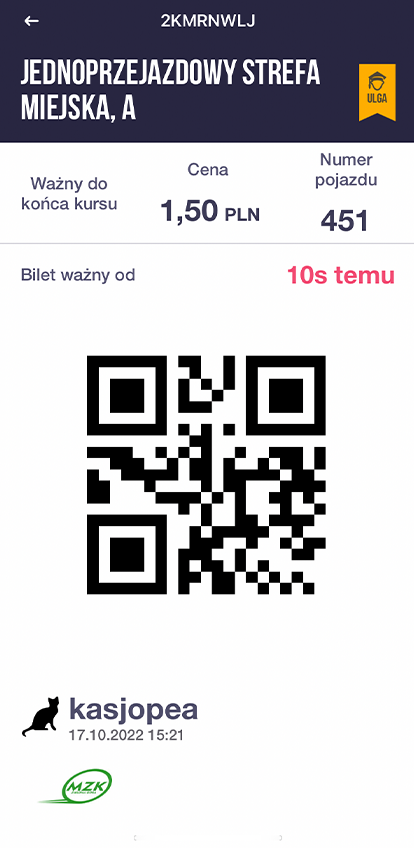 2KMRNWLJ
JEDNOPRZEJAZDOWY STREFA
MIEJSKA, A
ULGA
Ważny do
końca kursu
Cena
1,50 PLN
Numer
pojazdu
451
Bilet ważny od
10s temu
kasjopea
17.10.2022 15:21
MZK